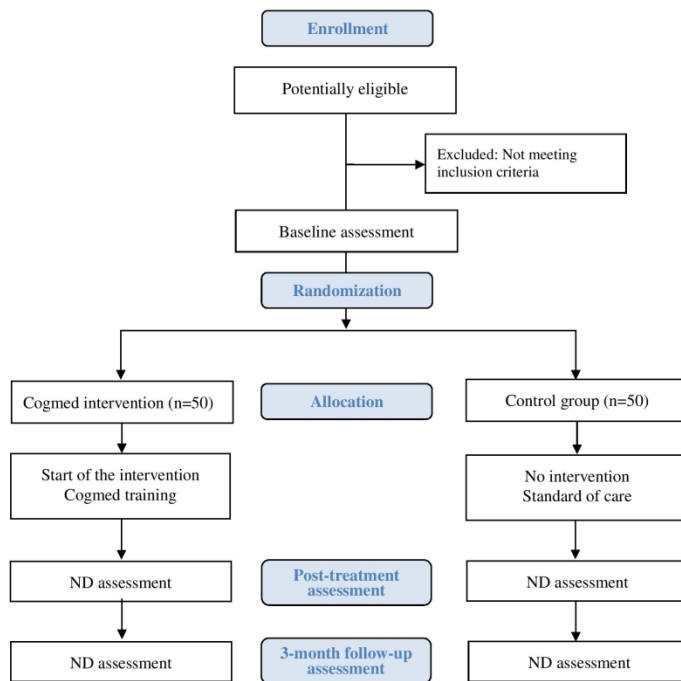 Enrollment
Potentially eligible
Excluded: Not meeting
inclusion criteria
Baseline assessment
Randomization
Cogmed intervention (n=50)
Allocation
Control group (n=50)
Start of the intervention
Cogmed training
No intervention
Standard of care
ND assessment
Post-treatment
assessment
ND assessment
ND assessment
3-month follow-up
assessment
ND assessment